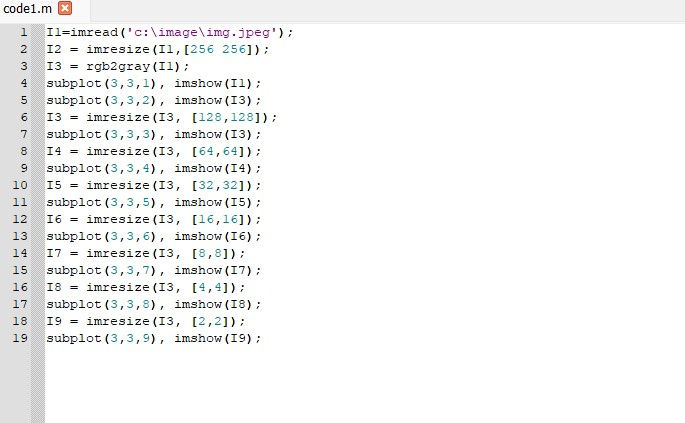 code1.m
1 I1=imread('c:\image\img.jpeg');
2 I2 = imresize(I1,[256 256]);
3 I3 = rgb2gray(I1);
4 subplot(3,3,1), imshow(I1);
5 subplot(3,3,2), imshow(I3);
6 I3 = imresize(I3, [128,128]);
7 subplot(3,3,3), imshow(I3);
8 I4 = imresize(I3, [64,64]);
9 subplot(3,3,4), imshow(I4);
10 I5 = imresize(I3, [32,32]);
11 subplot(3,3,5), imshow(I5);
12 I6 = imresize(I3, [16,16]);
13 subplot(3,3,6), imshow(I6);
14 I7 = imresize(I3, [8,8]);
15 subplot(3,3,7), imshow(I7);
16 I8 = imresize(I3, [4,4]);
17 subplot(3,3,8), imshow(I8);
18 I9 = imresize(I3, [2,2]);
19 subplot(3,3,9), imshow(I9);